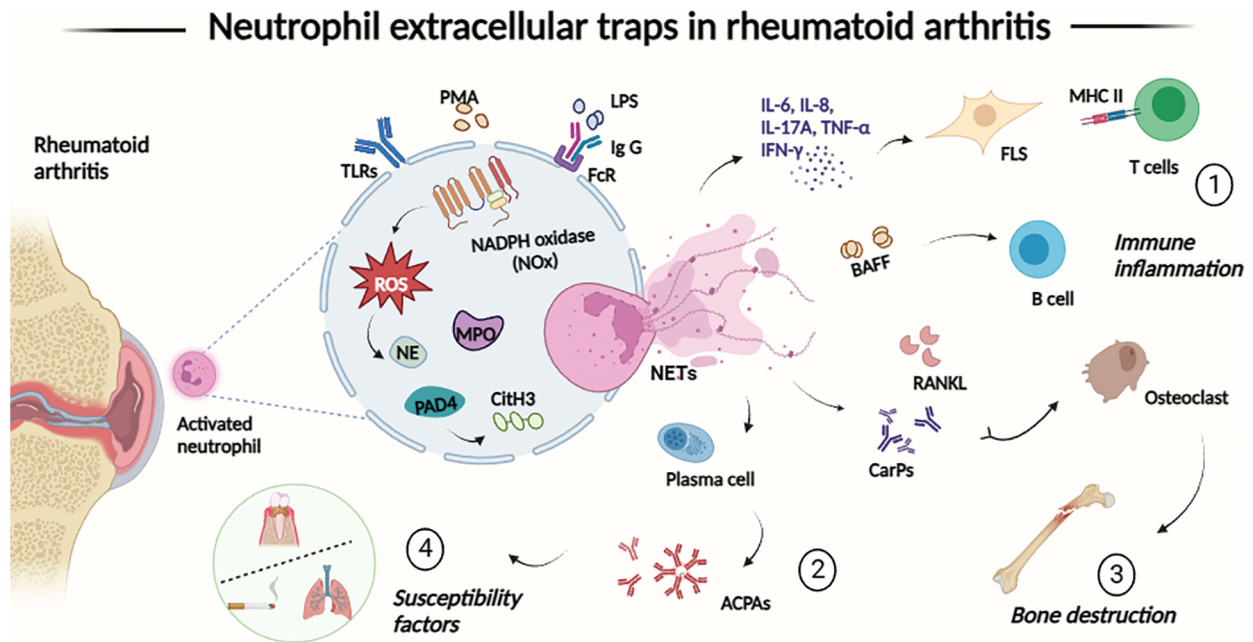 Neutrophil extracellular traps in rheumatoid arthritis
Rheumatoid
arthritis
Activated
neutrophil
PMA
LPS
TLRs
Ig G
FcR
NADPH oxidase
(NOx)
ROS
NE
MPO
PAD4
CitH3
NETs
IL-6, IL-8,
IL-17A, TNF-α
IFN-γ
FLS
MHC II
T cells
1
Immune
inflammation
BAFF
B cell
RANKL
CarPs
Osteoclast
3
Bone destruction
Plasma cell
ACPAs
2
4
Susceptibility
factors